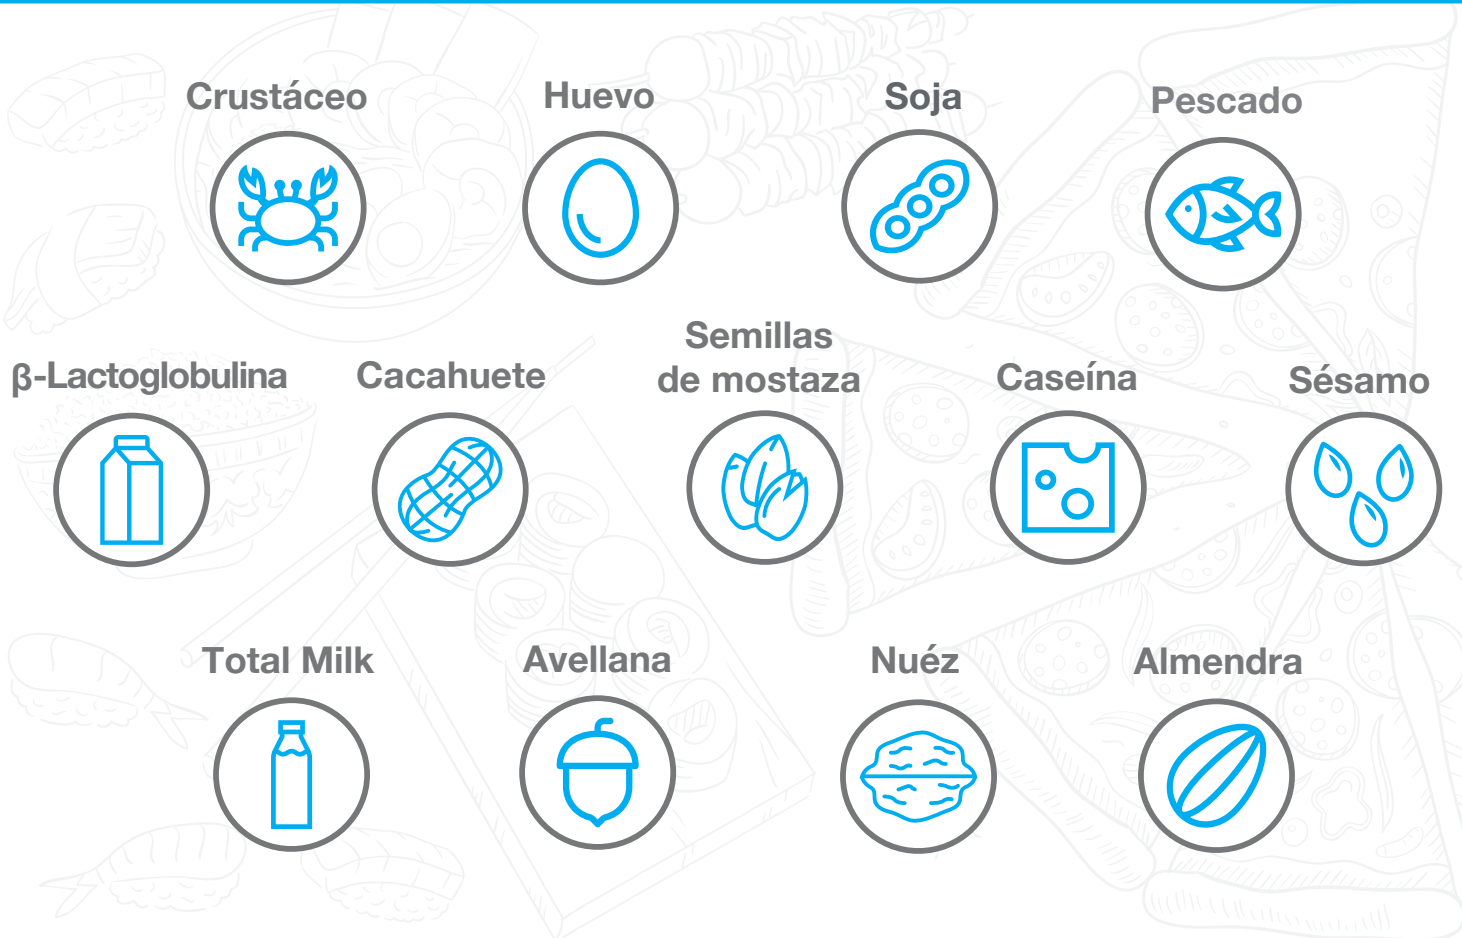 Crustáceo
Huevo
Soja
Pescado
β-Lactoglobulina
Cacahuete
Semillas
de mostaza
Caseína
Sésamo
Total Milk
Avellana
Nuéz
Almendra